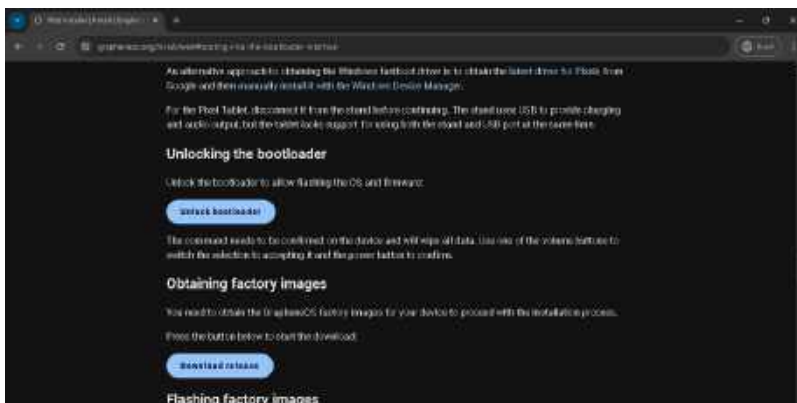 As alternative approach to obtaining the Windows fastboot driver is to obtain the latest driver for Pixels from
Google and then manually install it with the Windows Device Manager.
For the Pixel Tablet, disconnect it from the stand before continuing. The stand uses USB to provide charging
and audio output, but the tablet lacks support for using both the stand and USB port at the same time.
Unlocking the bootloader
Unlock the bootloader to allow flashing the OS and firmware:
Unlock bootloader
The command needs to be confirmed on the device and will wipe all data. Use one of the volume buttons to
switch the selection to accepting it and the power button to confirm.
Obtaining factory images
You need to obtain the GrapheneOS factory images for your device to proceed with the installation process.
Press the button below to start the download:
Download release
Flashing factory images